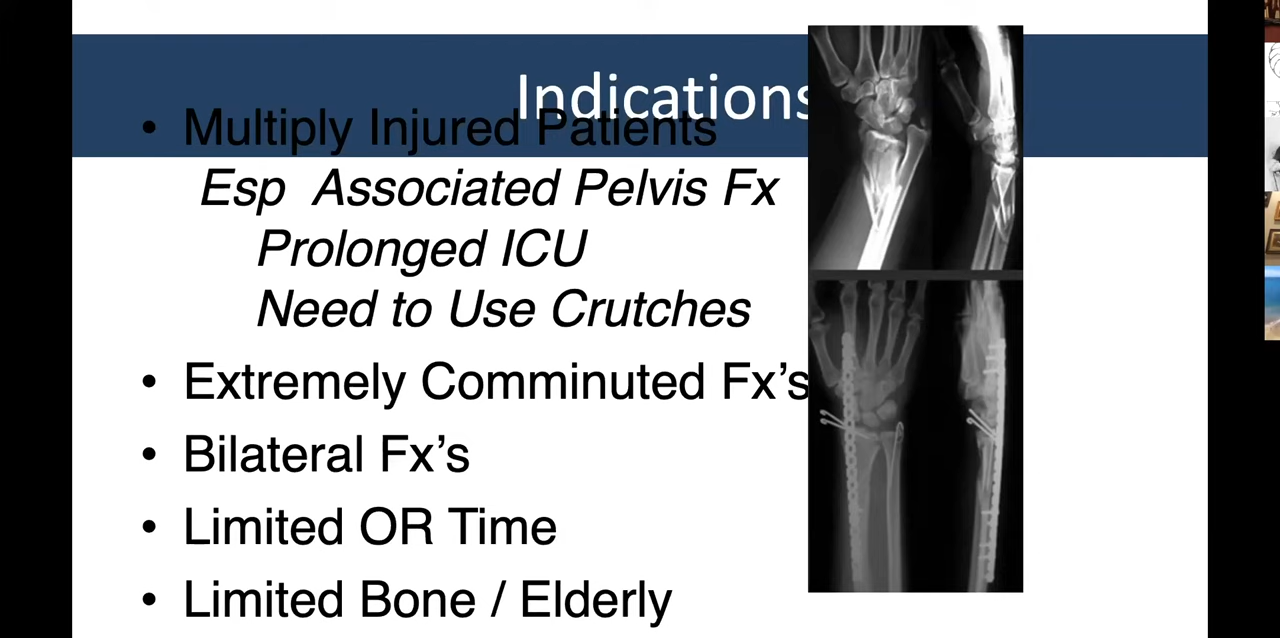 Indications
• Multiply Injured Patients
Esp Associated Pelvis Fx
Prolonged ICU
Need to Use Crutches
• Extremely Comminuted Fx’s
• Bilateral Fx’s
• Limited OR Time
• Limited Bone / Elderly